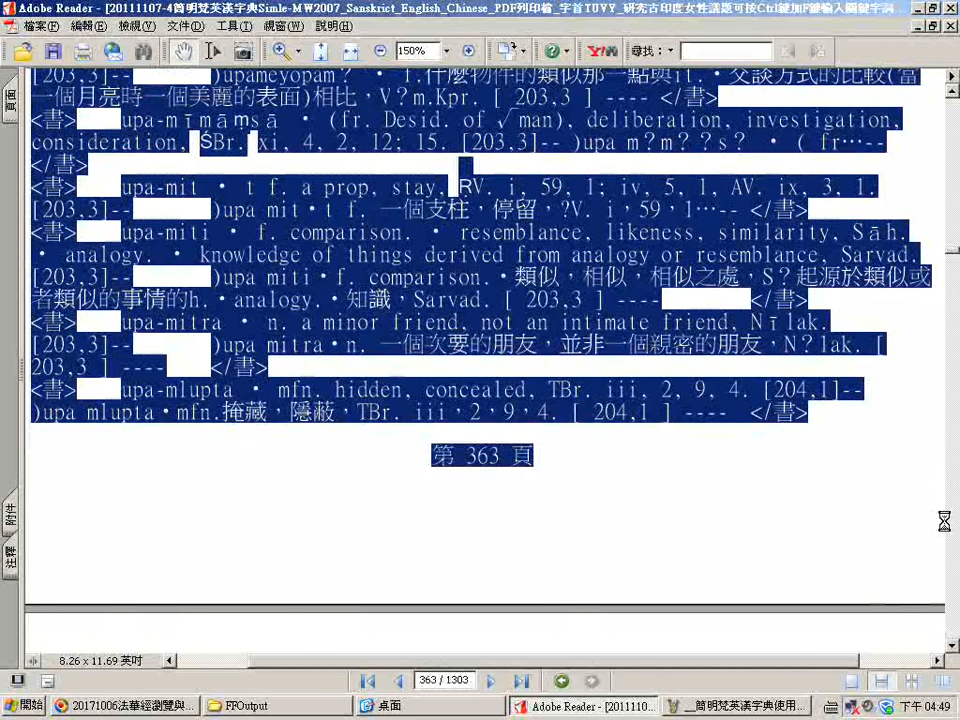 Adobe Reader - [20111107-4簡明梵英漢字典Simle-MW2007_Sanskrict_English_Chinese_PDF列印檔_字首TUVY_研究古印度女性議題可按Ctrl鍵加F鍵輸入關鍵字詞...
檔案(F) 編輯(E) 檢視(V) 文件(D) 工具(T) 視窗(W) 說明(H)
150% 尋找：
[203,3]-- )upameyopam？ • f.什麼物件的類似那一點與it.•交談方式的比較(當
一個月亮時一個美麗的表面)相比，V？m.Kpr. [ 203,3 ] ---- </書>
<書> upa-mīmāṃsā • (fr. Desid. of √man), deliberation, investigation,
consideration, ŚBr. xi, 4, 2, 12; 15. [203,3]-- )upa m？m？？s？ • ( fr…--
</書>
<書> upa-mit • t f. a prop, stay, RV. i, 59, 1; iv, 5, 1, AV. ix, 3, 1.
[203,3]-- )upa mit•t f. 一個支柱，停留，?V. i，59，1…-- </書>
<書> upa-miti • f. comparison. • resemblance, likeness, similarity, Sāh.
• analogy. • knowledge of things derived from analogy or resemblance, Sarvad.
[203,3]-- )upa miti•f. comparison.•類似，相似，相似之處，S？起源於類似或
者類似的事情的h.•analogy.•知識，Sarvad. [ 203,3 ] ---- </書>
<書> upa-mitra • n. a minor friend, not an intimate friend, Nīlak.
[203,3]-- )upa mitra•n. 一個次要的朋友，並非一個親密的朋友，N？lak. [
203,3 ] ---- </書>
<書> upa-mlupta • mfn. hidden, concealed, TBr. iii, 2, 9, 4. [204,1]--
)upa mlupta•mfn.掩藏，隱蔽，TBr. iii，2，9，4. [ 204,1 ] ---- </書>
第 363 頁
頁面
附件
注釋
8.26 x 11.69 英吋
363 / 1303
開始 20171006法華經瀏覽與... FFOutput 桌面 Adobe Reader - [2011110... __簡明梵英漢字典使用... 下午 04:49